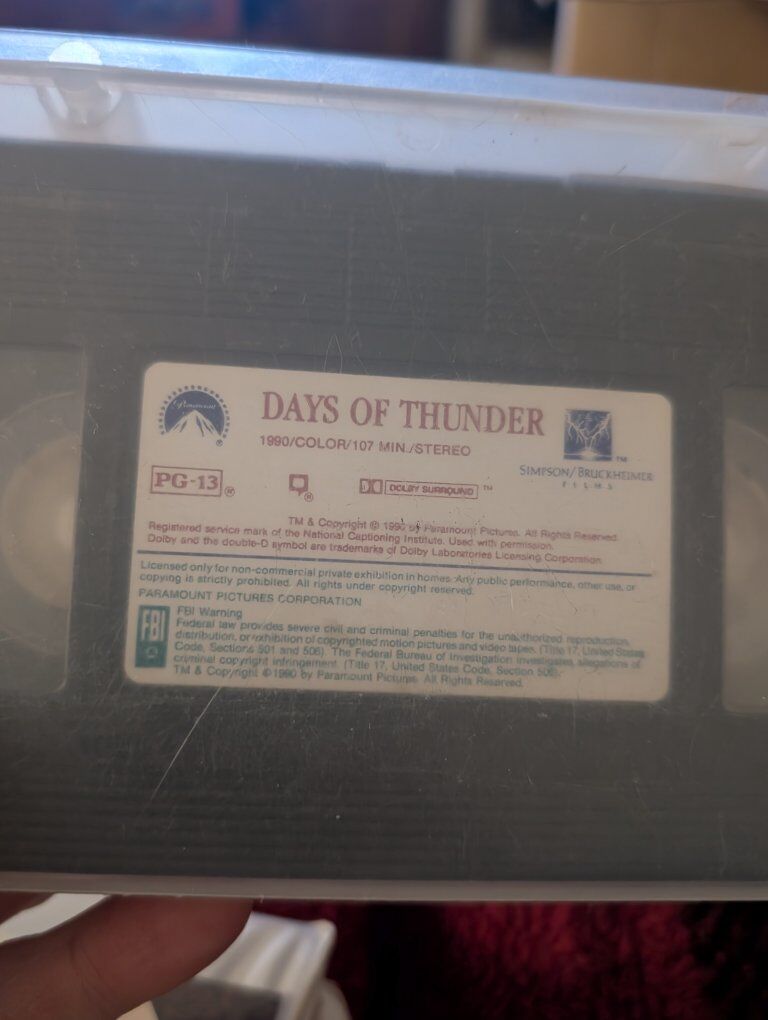 Paramount
DAYS OF THUNDER
1990/COLOR/107 MIN./STEREO
TM
SIMPSON/BRUCKHEIMER
FILMS
PG-13 ®
®
DOLBY SURROUND ™
TM & Copyright © 1990 by Paramount Pictures. All Rights Reserved.
Registered service mark of the National Captioning Institute. Used with permission.
Dolby and the double-D symbol are trademarks of Dolby Laboratories Licensing Corporation.
Licensed only for non-commercial private exhibition in homes. Any public performance, other use, or
copying is strictly prohibited. All rights under copyright reserved.
PARAMOUNT PICTURES CORPORATION
FBI
FBI Warning
Federal law provides severe civil and criminal penalties for the unauthorized reproduction,
distribution, or exhibition of copyrighted motion pictures and video tapes. (Title 17, United States
Code, Sections 501 and 506). The Federal Bureau of Investigation investigates allegations of
criminal copyright infringement. (Title 17, United States Code, Section 506).
TM & Copyright © 1990 by Paramount Pictures. All Rights Reserved.